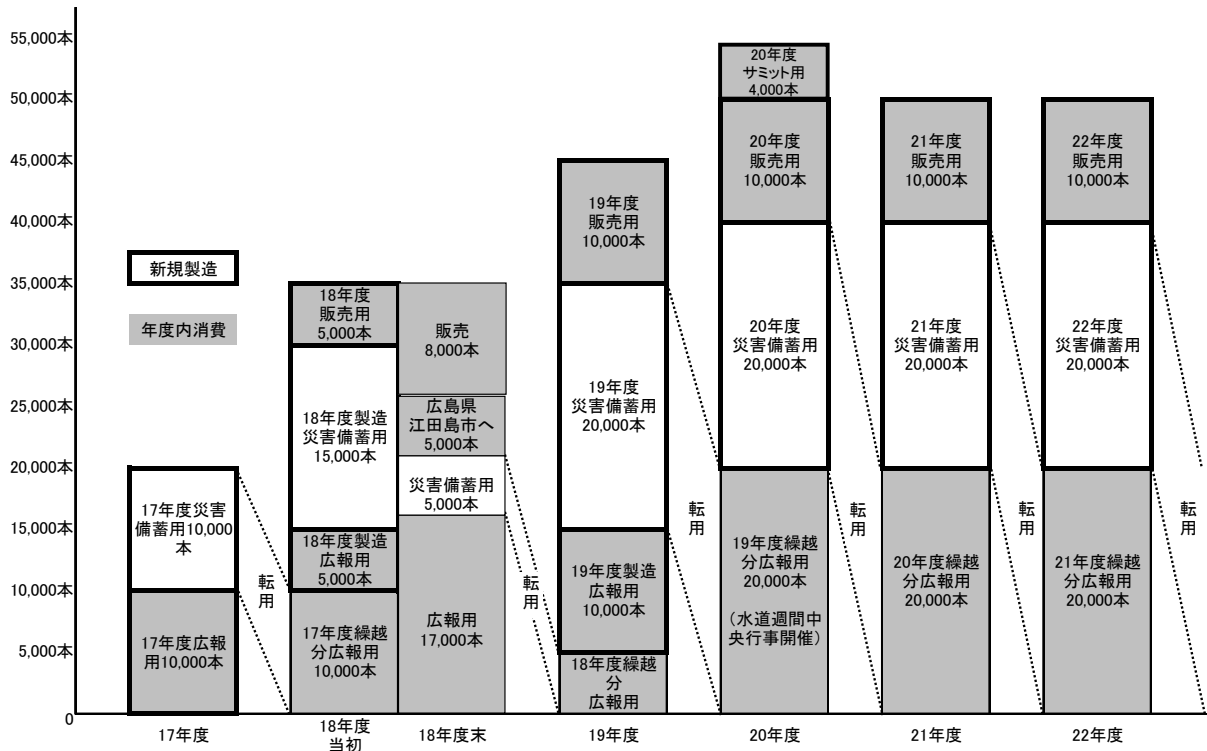 55,000本
50,000本
45,000本
40,000本
35,000本
30,000本
25,000本
20,000本
15,000本
10,000本
5,000本
0
新規製造
年度内消費
17年度災害
備蓄用10,000
本
17年度広報
用10,000本
転
用
18年度
販売用
5,000本
18年度製造
災害備蓄用
15,000本
18年度製造
広報用
5,000本
17年度繰越
分広報用
10,000本
販売
8,000本
広島県
江田島市へ
5,000本
災害備蓄用
5,000本
広報用
17,000本
転
用
19年度
販売用
10,000本
19年度
災害備蓄用
20,000本
19年度製造
広報用
10,000本
18年度繰越
分
広報用
転
用
20年度
サミット用
4,000本
20年度
販売用
10,000本
20年度
災害備蓄用
20,000本
19年度繰越
分広報用
20,000本
(水道週間中
央行事開催)
転
用
21年度
販売用
10,000本
21年度
災害備蓄用
20,000本
20年度繰越
分広報用
20,000本
転
用
22年度
販売用
10,000本
22年度
災害備蓄用
20,000本
21年度繰越
分広報用
20,000本
転
用
17年度
18年度
当初
18年度末
19年度
20年度
21年度
22年度